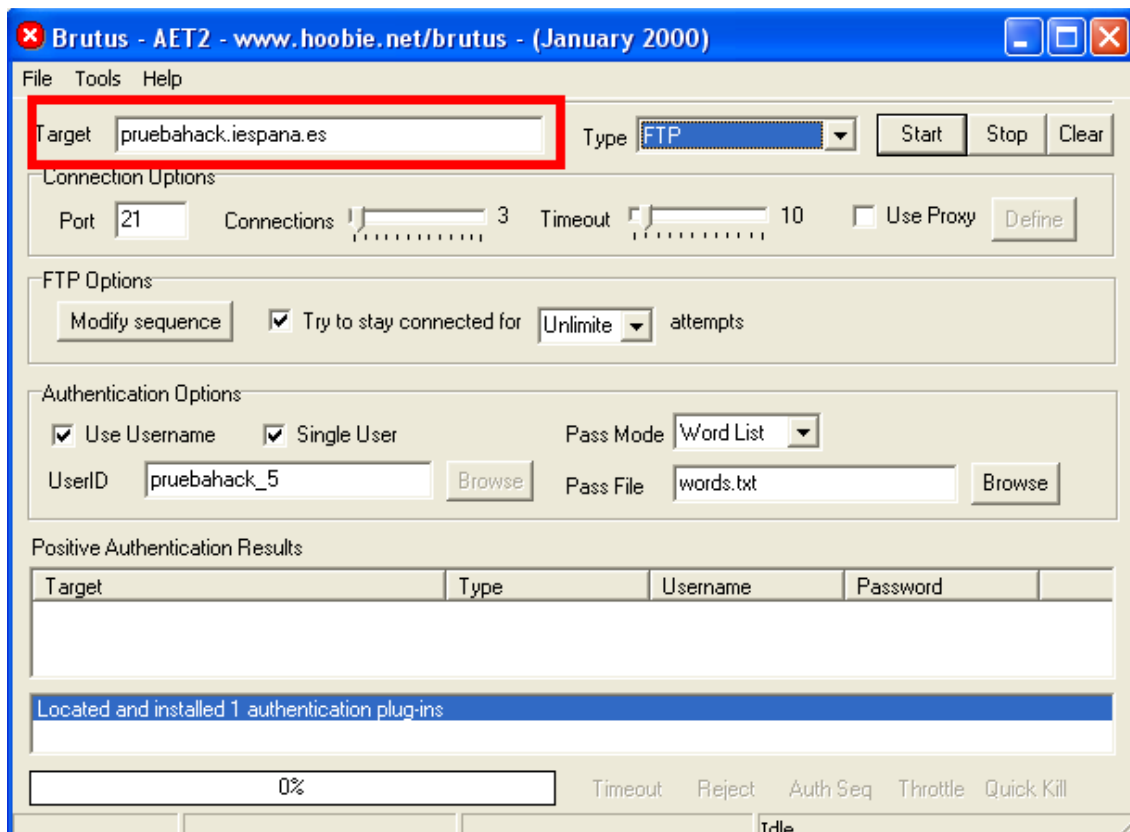 Brutus - AET2 - www.hoobie.net/brutus - (January 2000)
File Tools Help
Target pruebahack.iespana.es Type FTP Start Stop Clear
Connection Options
Port 21 Connections 3 Timeout 10 Use Proxy Define
FTP Options
Modify sequence Try to stay connected for Unlimite attempts
Authentication Options
Use Username Single User Pass Mode Word List
UserID pruebahack_5 Browse Pass File words.txt Browse
Positive Authentication Results
Target Type Username Password
Located and installed 1 authentication plug-ins
0% Timeout Reject Auth Seq Throttle Quick Kill
Idle